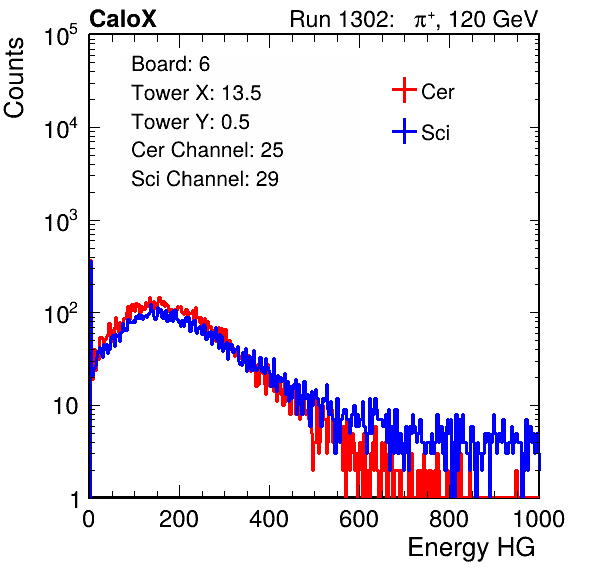 CaloX Run 1302: π⁺, 120 GeV
Board: 6
Tower X: 13.5
Tower Y: 0.5
Cer Channel: 25
Sci Channel: 29
Cer
Sci
Counts
10⁵
10⁴
10³
10²
10
1
0 200 400 600 800 1000
Energy HG